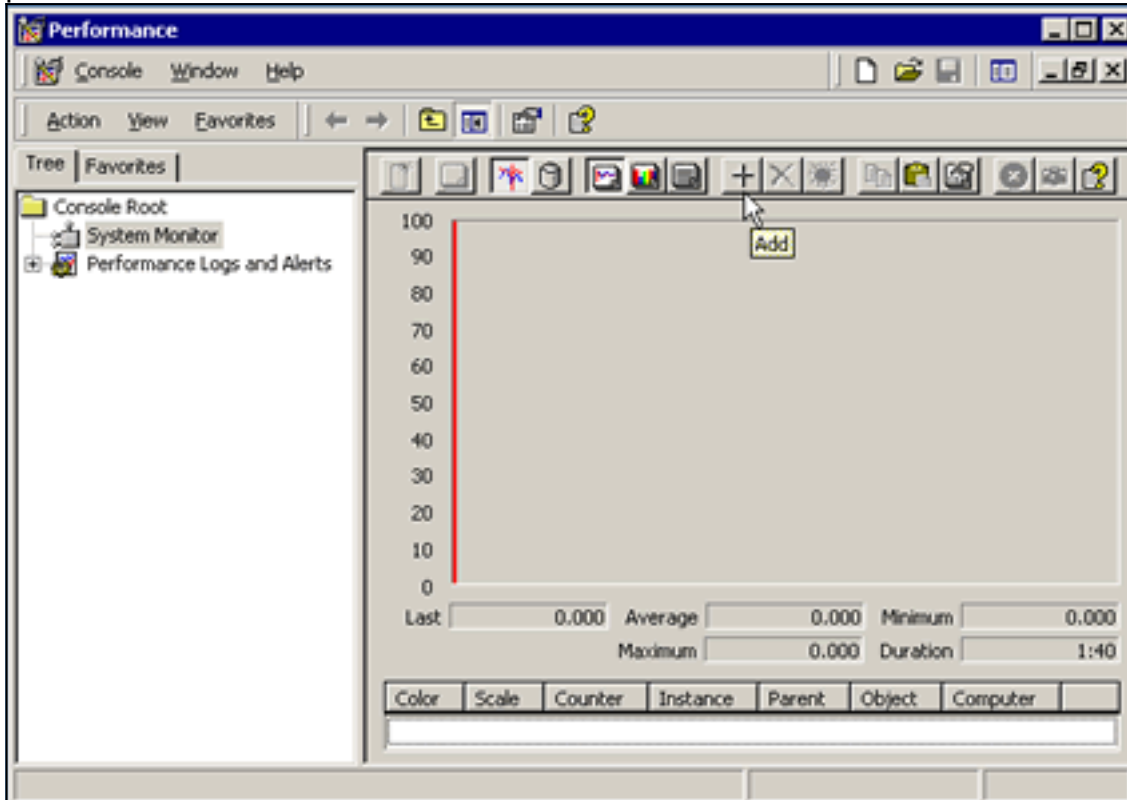 Performance
Console Window Help
Action View Favorites
Tree Favorites
Console Root
System Monitor
Performance Logs and Alerts
Add
100
90
80
70
60
50
40
30
20
10
0
Last 0.000 Average 0.000 Minimum 0.000
Maximum 0.000 Duration 1:40
Color Scale Counter Instance Parent Object Computer